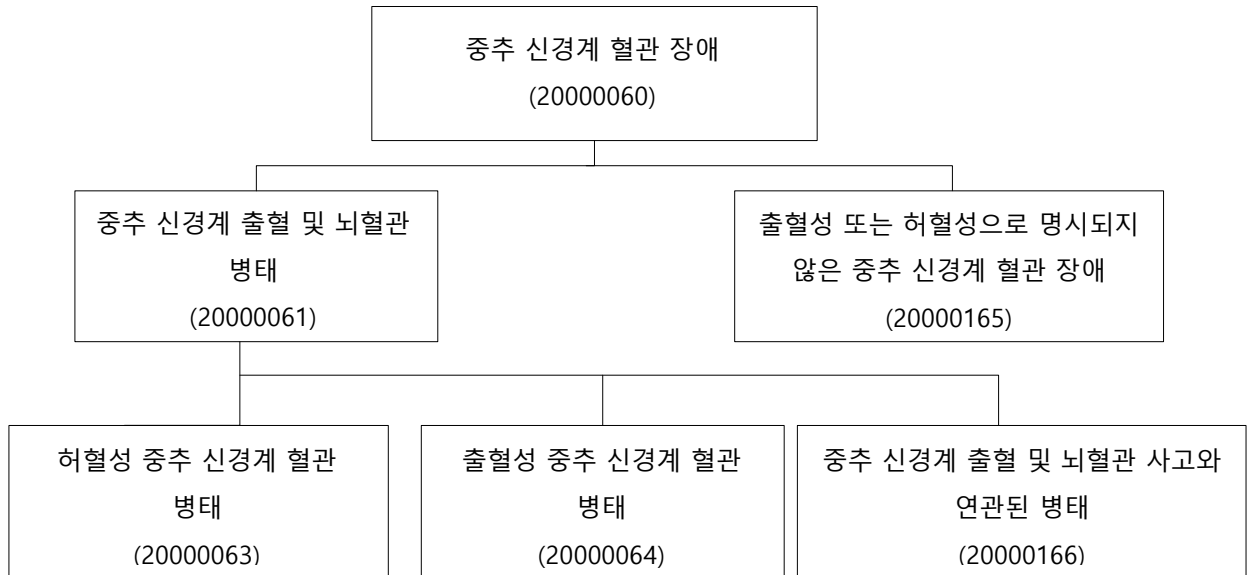 중추 신경계 혈관 장애
(20000060)
중추 신경계 출혈 및 뇌혈관
병태
(20000061)
출혈성 또는 허혈성으로 명시되지
않은 중추 신경계 혈관 장애
(20000165)
허혈성 중추 신경계 혈관
병태
(20000063)
출혈성 중추 신경계 혈관
병태
(20000064)
중추 신경계 출혈 및 뇌혈관 사고와
연관된 병태
(20000166)